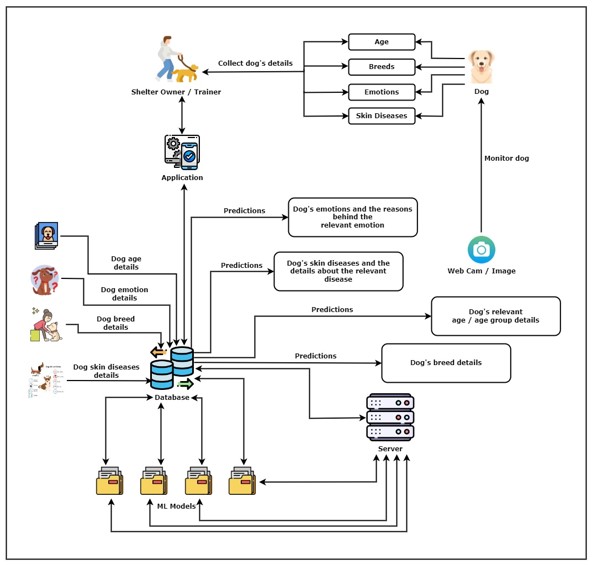 Age
Collect dog's details
Breeds
Emotions
Shelter Owner / Trainer
Dog
Skin Diseases
Monitor dog
Application
Predictions
Dog's emotions and the reasons
behind the
relevant emotion
Dog age
details
Predictions
Dog's skin diseases and the
details about the relevant
disease
Web Cam / Image
Dog emotion
details
Predictions
Dog's relevant
age / age group details
Dog breed
details
Predictions
Dog's breed details
Dog skin diseases
details
Database
Server
ML Models